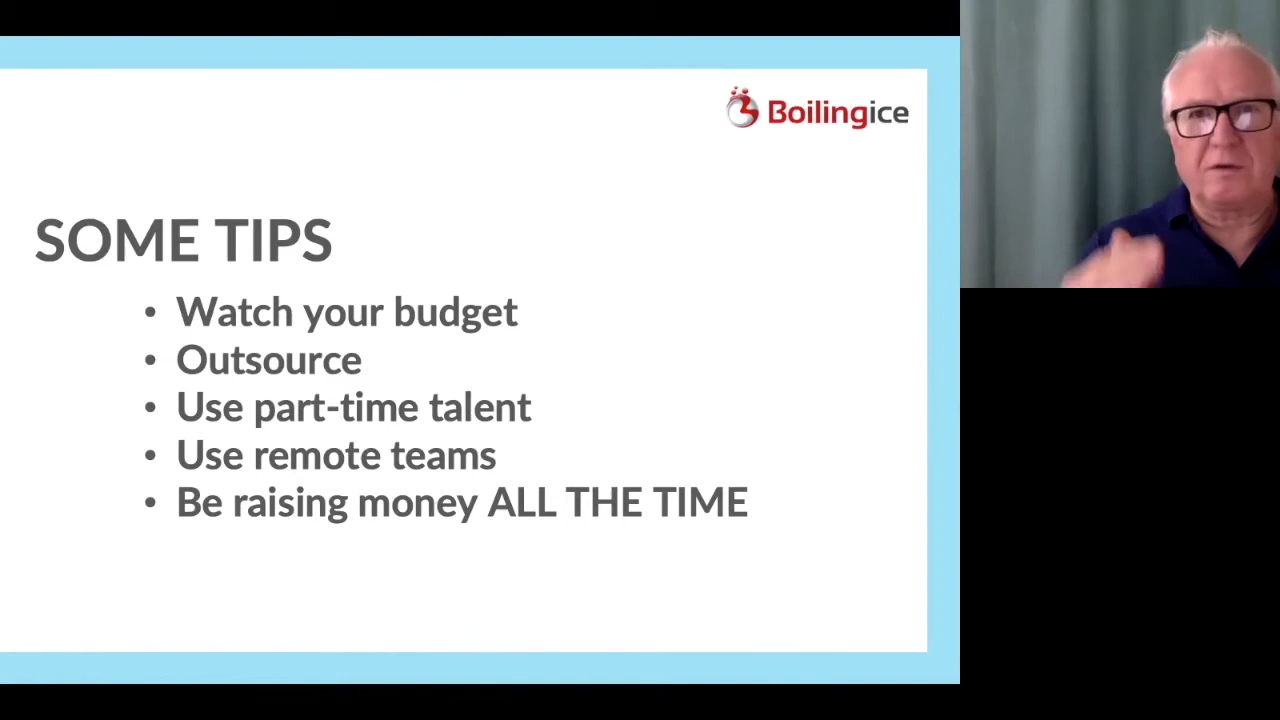 Boilingice
SOME TIPS
• Watch your budget
• Outsource
• Use part-time talent
• Use remote teams
• Be raising money ALL THE TIME